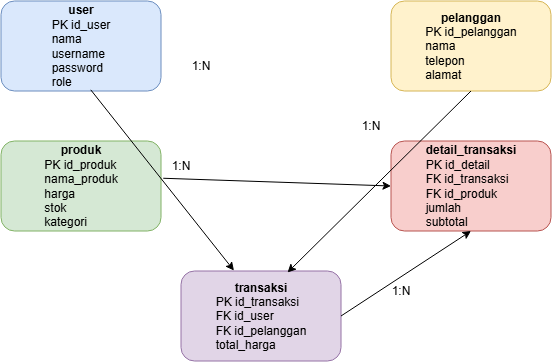 user
PK id_user
nama
username
password
role
1:N
pelanggan
PK id_pelanggan
nama
telepon
alamat
1:N
produk
PK id_produk
nama_produk
harga
stok
kategori
1:N
detail_transaksi
PK id_detail
FK id_transaksi
FK id_produk
jumlah
subtotal
transaksi
PK id_transaksi
FK id_user
FK id_pelanggan
total_harga
1:N